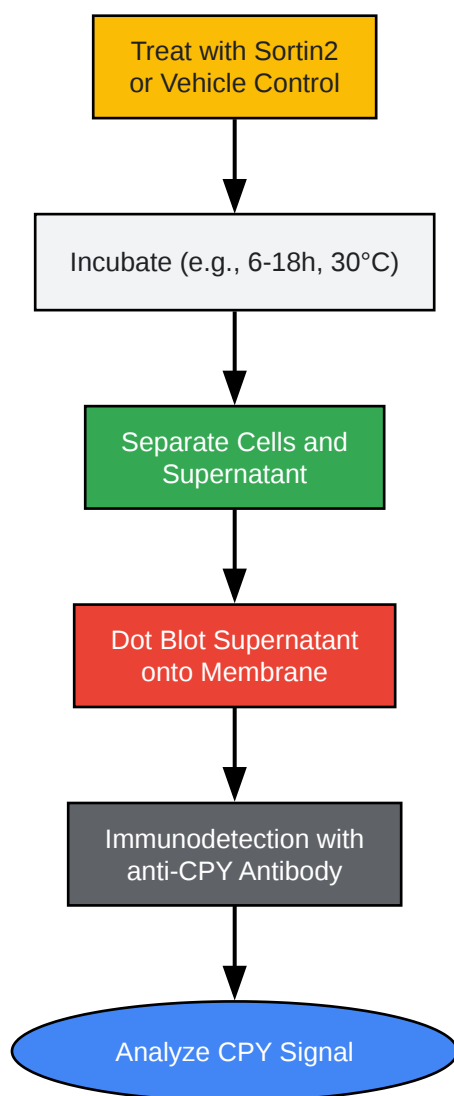 Treat with Sortin2
or Vehicle Control
Incubate (e.g., 6-18h, 30°C)
Separate Cells and
Supernatant
Dot Blot Supernatant
onto Membrane
Immunodetection with
anti-CPY Antibody
Analyze CPY Signal